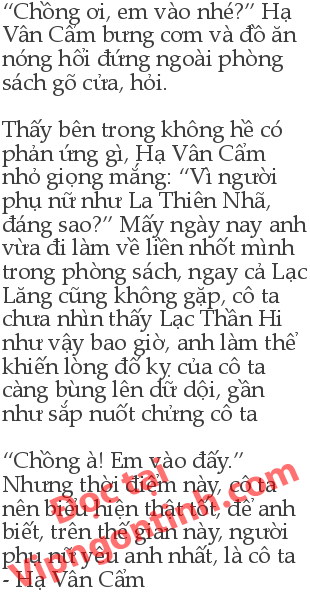 “Chồng ơi, em vào nhé?” Hạ
Vân Cẩm bưng cơm và đồ ăn
nóng hổi đứng ngoài phòng
sách gõ cửa, hỏi.
Thấy bên trong không hề có
phản ứng gì, Hạ Vân Cẩm
nhỏ giọng mắng: “Vì người
phụ nữ như La Thiên Nhã,
đáng sao?” Mấy ngày nay anh
vừa đi làm về liền nhốt mình
trong phòng sách, ngay cả Lạc
Lăng cũng không gặp, cô ta
chưa nhìn thấy Lạc Thần Hi
như vậy bao giờ, anh làm thế
khiến lòng đố kỵ của cô ta
càng bùng lên dữ dội, gần
như sắp nuốt chửng cô ta
“Chồng à! Em vào đấy.”
Nhưng thời điểm này, cô ta
nên biểu hiện thật tốt, để anh
biết, trên thế gian này, người
phụ nữ yêu anh nhất, là cô ta
- Hạ Vân Cẩm
Đọc tại
Vipngontinh.com